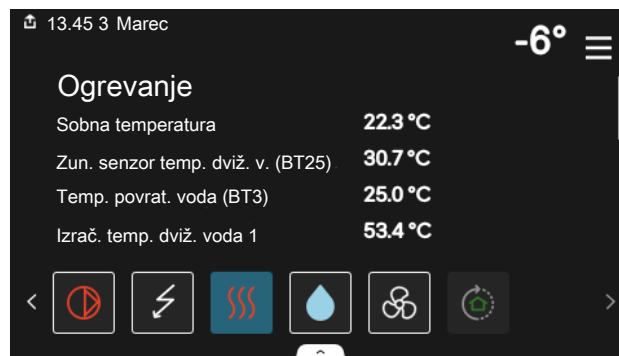 13.45 3 Marec
-6°
Ogrevanje
Sobna temperatura 22.3 °C
Zun. senzor temp. dviž. v. (BT25) 30.7 °C
Temp. povrat. voda (BT3) 25.0 °C
Izrač. temp. dviž. voda 1 53.4 °C